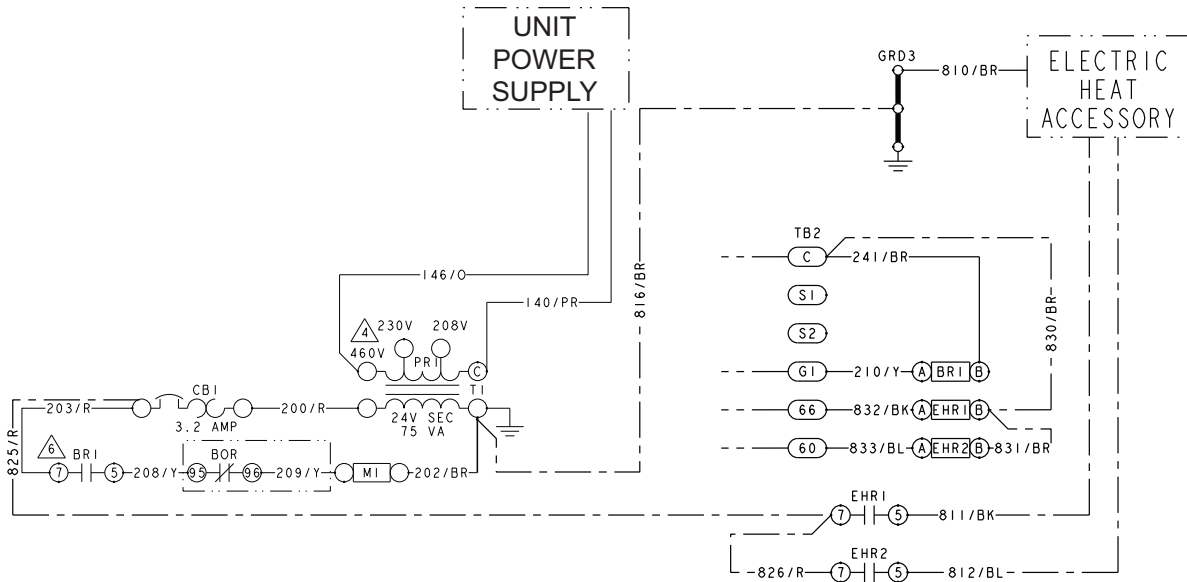 UNIT
POWER
SUPPLY
GRD3
810/BR
ELECTRIC
HEAT
ACCESSORY
TB2
C
241/BR
146/O
816/BR
S1
140/PR
830/BR
4
230V
208V
S2
460V
PR1
C
G1
210/Y
A
BR1
B
CB1
T1
203/R
200/R
24V SEC
66
832/BK
A
EHR1
B
3.2 AMP
75 VA
825/R
6
BR1
BOR
60
833/BL
A
EHR2
B
831/BR
7
5
208/Y
95
96
209/Y
M1
202/BR
EHR1
7
5
811/BK
EHR2
826/R
7
5
812/BL